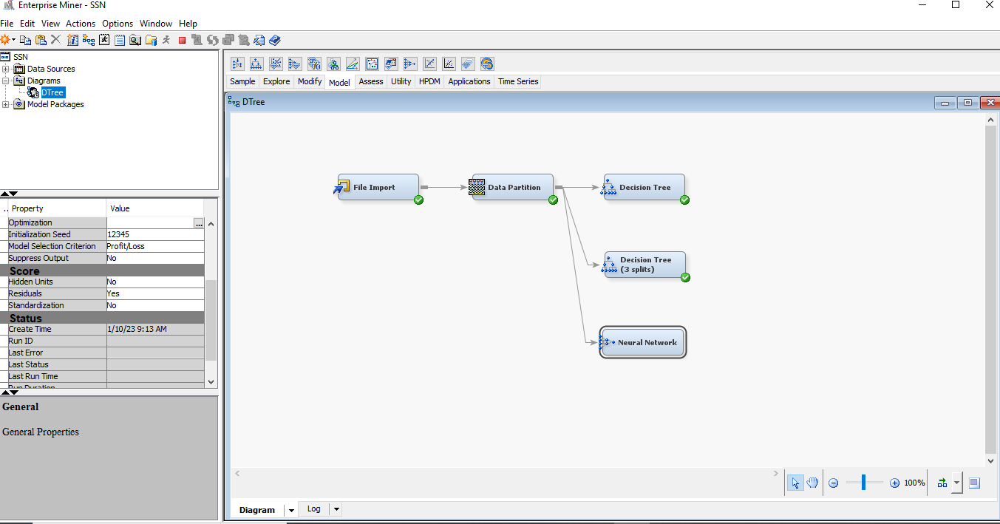 Enterprise Miner - SSN
File Edit View Actions Options Window Help
SSN
Data Sources
Diagrams
DTree
Model Packages
.. Property Value
Optimization ...
Initialization Seed 12345
Model Selection Criterion Profit/Loss
Suppress Output No
Score
Hidden Units No
Residuals Yes
Standardization No
Status
Create Time 1/10/23 9:13 AM
Run ID
Last Error
Last Status
Last Run Time
Run Duration
General
General Properties
Sample Explore Modify Model Assess Utility HPDM Applications Time Series
DTree
File Import
Data Partition
Decision Tree
Decision Tree
(3 splits)
Neural Network
100%
Diagram Log